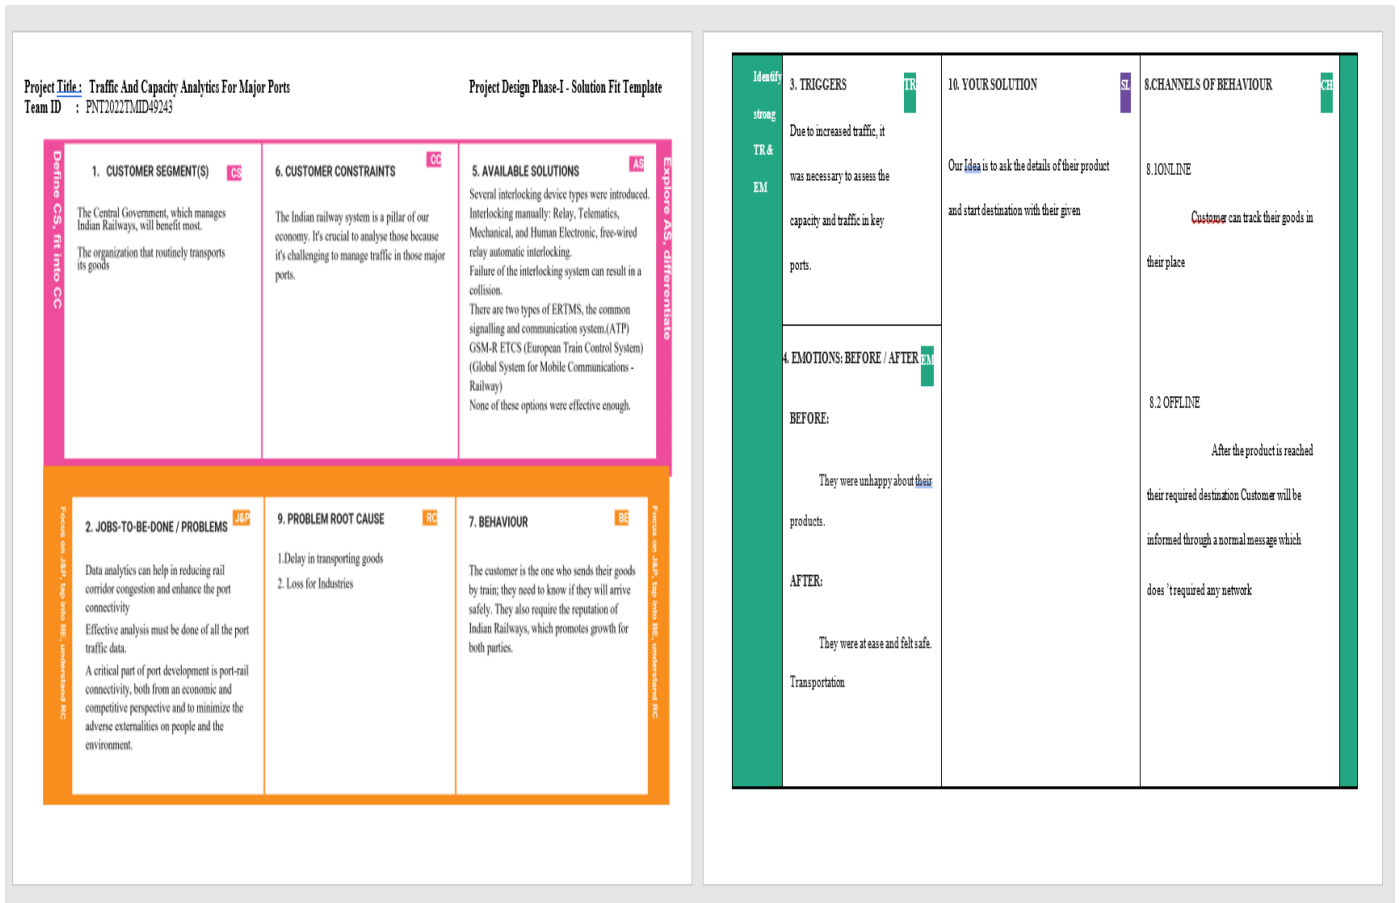 Project Title : Traffic And Capacity Analytics For Major Ports
Project Design Phase-I - Solution Fit Template
Team ID : PNT2022TMID49243
Define CS, fit into CC
1. CUSTOMER SEGMENT(S)
CS
The Central Government, which manages
Indian Railways, will benefit most.
The organization that routinely transports
its goods
6. CUSTOMER CONSTRAINTS
CC
The Indian railway system is a pillar of our
economy. It's crucial to analyse those because
it's challenging to manage traffic in those major
ports.
5. AVAILABLE SOLUTIONS
AS
Several interlocking device types were introduced.
Interlocking manually: Relay, Telematics,
Mechanical, and Human Electronic, free-wired
relay automatic interlocking.
Failure of the interlocking system can result in a
collision.
There are two types of ERTMS, the common
signalling and communication system.(ATP)
GSM-R ETCS (European Train Control System)
(Global System for Mobile Communications -
Railway)
None of these options were effective enough.
Explore AS, differentiate
Focus on J&P, tap into BE, understand RC
2. JOBS-TO-BE-DONE / PROBLEMS
J&P
Data analytics can help in reducing rail
corridor congestion and enhance the port
connectivity
Effective analysis must be done of all the port
traffic data.
A critical part of port development is port-rail
connectivity, both from an economic and
competitive perspective and to minimize the
adverse externalities on people and the
environment.
9. PROBLEM ROOT CAUSE
RC
1.Delay in transporting goods
2. Loss for Industries
7. BEHAVIOUR
BE
The customer is the one who sends their goods
by train; they need to know if they will arrive
safely. They also require the reputation of
Indian Railways, which promotes growth for
both parties.
Focus on J&P, tap into BE, understand RC
Identify
strong
TR &
EM
3. TRIGGERS
TR
Due to increased traffic, it
was necessary to assess the
capacity and traffic in key
ports.
4. EMOTIONS: BEFORE / AFTER
EM
BEFORE:
They were unhappy about their
products.
AFTER:
They were at ease and felt safe.
Transportation
10. YOUR SOLUTION
SL
Our Idea is to ask the details of their product
and start destination with their given
8.CHANNELS OF BEHAVIOUR
CH
8.1ONLINE
Customer can track their goods in
their place
8.2 OFFLINE
After the product is reached
their required destination Customer will be
informed through a normal message which
does ’t required any network